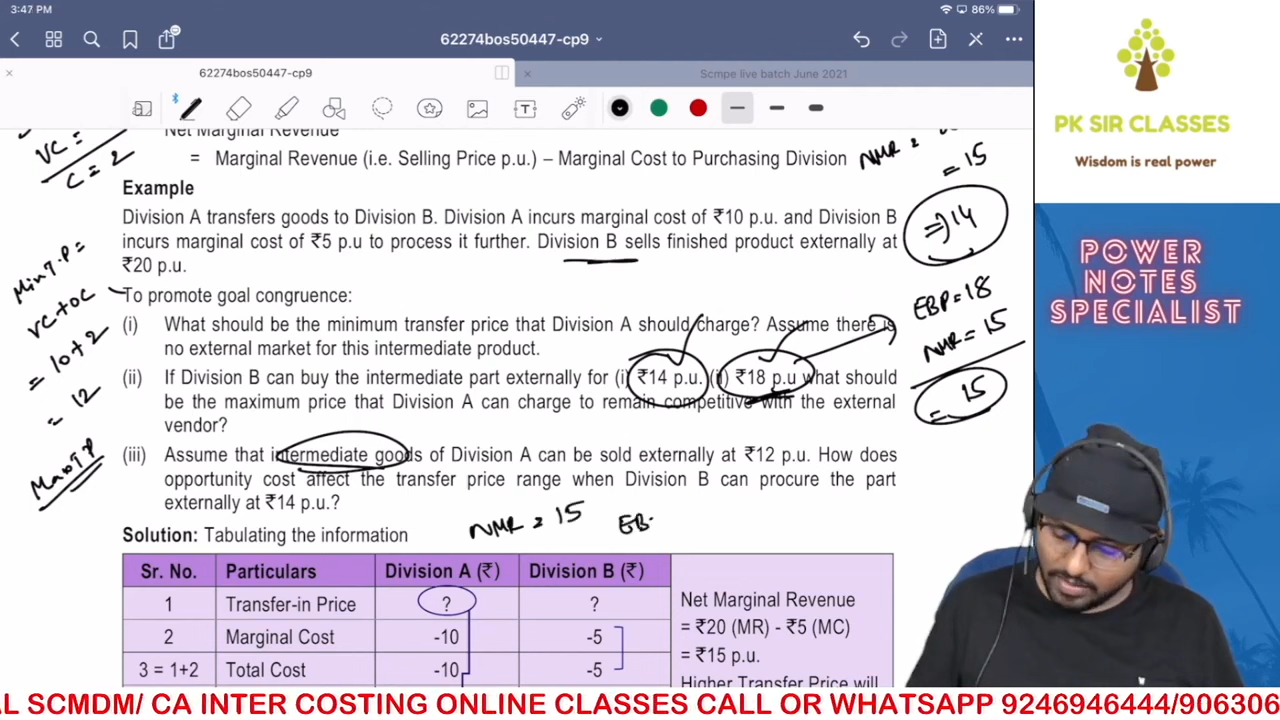 3:47 PM
86%
62274bos50447-cp9
62274bos50447-cp9
Scmpe live batch June 2021
PK SIR CLASSES
Wisdom is real power
POWER
NOTES
SPECIALIST
VC =
C = 2
Net Marginal Revenue
= Marginal Revenue (i.e. Selling Price p.u.) – Marginal Cost to Purchasing Division
NMR =
= 15
=) 14
Example
Division A transfers goods to Division B. Division A incurs marginal cost of ₹10 p.u. and Division B
incurs marginal cost of ₹5 p.u to process it further. Division B sells finished product externally at
₹20 p.u.
To promote goal congruence:
(i) What should be the minimum transfer price that Division A should charge? Assume there is
no external market for this intermediate product.
(ii) If Division B can buy the intermediate part externally for (i) ₹14 p.u. (ii) ₹18 p.u what should
be the maximum price that Division A can charge to remain competitive with the external
vendor?
(iii) Assume that intermediate goods of Division A can be sold externally at ₹12 p.u. How does
opportunity cost affect the transfer price range when Division B can procure the part
externally at ₹14 p.u.?
Min T.P =
VC + OC
= 10+2
= 12
Max T P
EBP = 18
NMR = 15
= 15
NMR = 15
EB-
Solution: Tabulating the information
Sr. No. Particulars Division A (₹) Division B (₹)
1 Transfer-in Price ? ?
2 Marginal Cost -10 -5
3 = 1+2 Total Cost -10 -5
Net Marginal Revenue
= ₹20 (MR) - ₹5 (MC)
= ₹15 p.u.
Higher Transfer Price will
AL SCMDM/ CA INTER COSTING ONLINE CLASSES CALL OR WHATSAPP 9246946444/906306